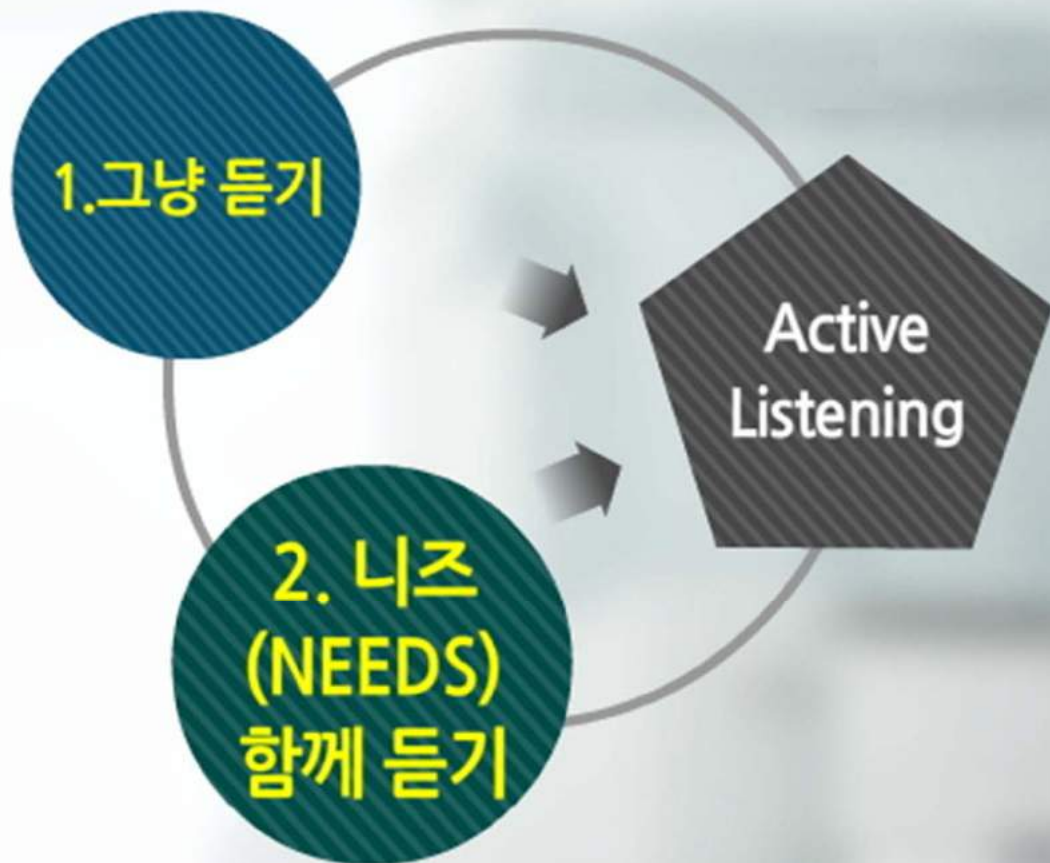 1.그냥 듣기
Active
Listening
2. 니즈
(NEEDS)
함께 듣기